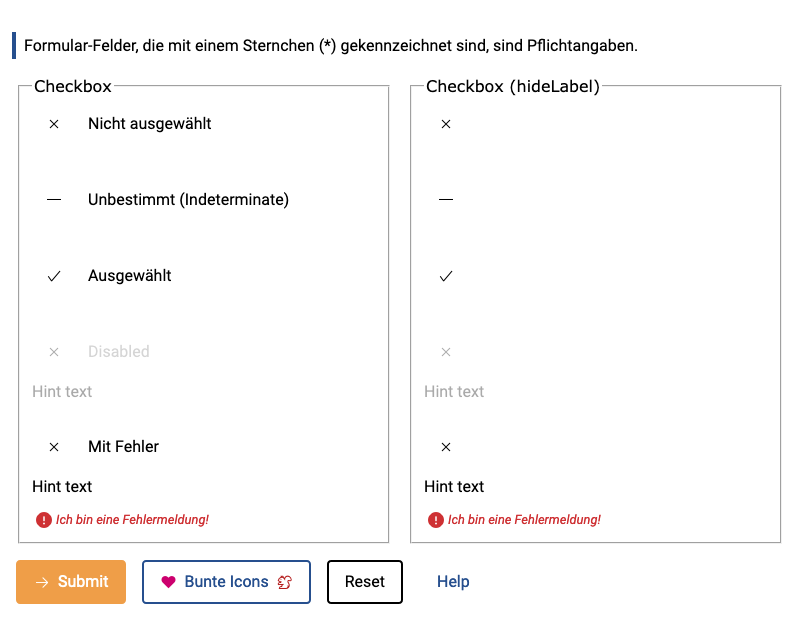 Formular-Felder, die mit einem Sternchen (*) gekennzeichnet sind, sind Pflichtangaben.
Checkbox
Nicht ausgewählt
Unbestimmt (Indeterminate)
Ausgewählt
Disabled
Hint text
Mit Fehler
Hint text
Ich bin eine Fehlermeldung!
Checkbox (hideLabel)
Hint text
Hint text
Ich bin eine Fehlermeldung!
Submit
Bunte Icons
Reset
Help